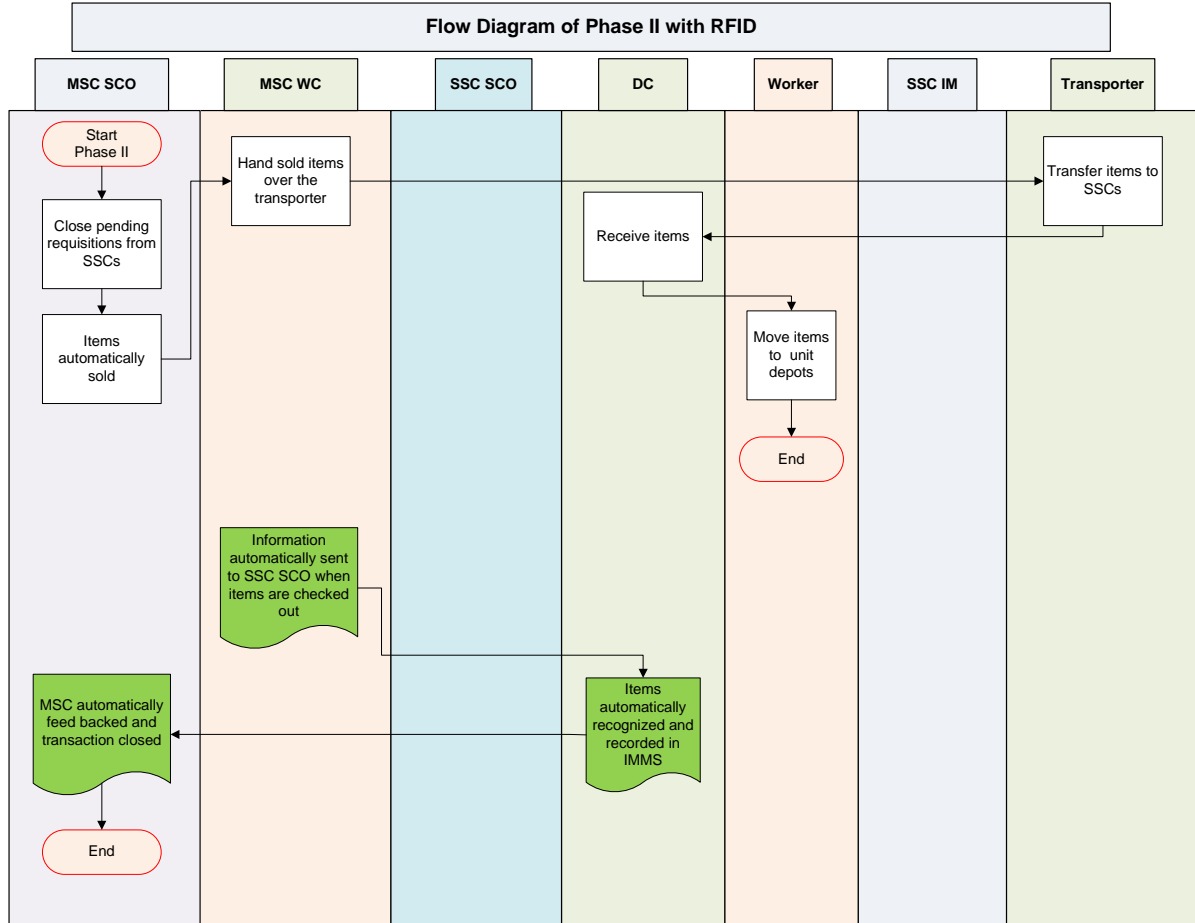 Flow Diagram of Phase II with RFID
MSC SCO
MSC WC
SSC SCO
DC
Worker
SSC IM
Transporter
Start
Phase II
Hand sold items
over the
transporter
Transfer items to
SSCs
Close pending
requisitions from
SSCs
Receive items
Items
automatically
sold
Move items
to unit
depots
End
Information
automatically sent
to SSC SCO when
items are checked
out
MSC automatically
feed backed and
transaction closed
Items
automatically
recognized and
recorded in
IMMS
End